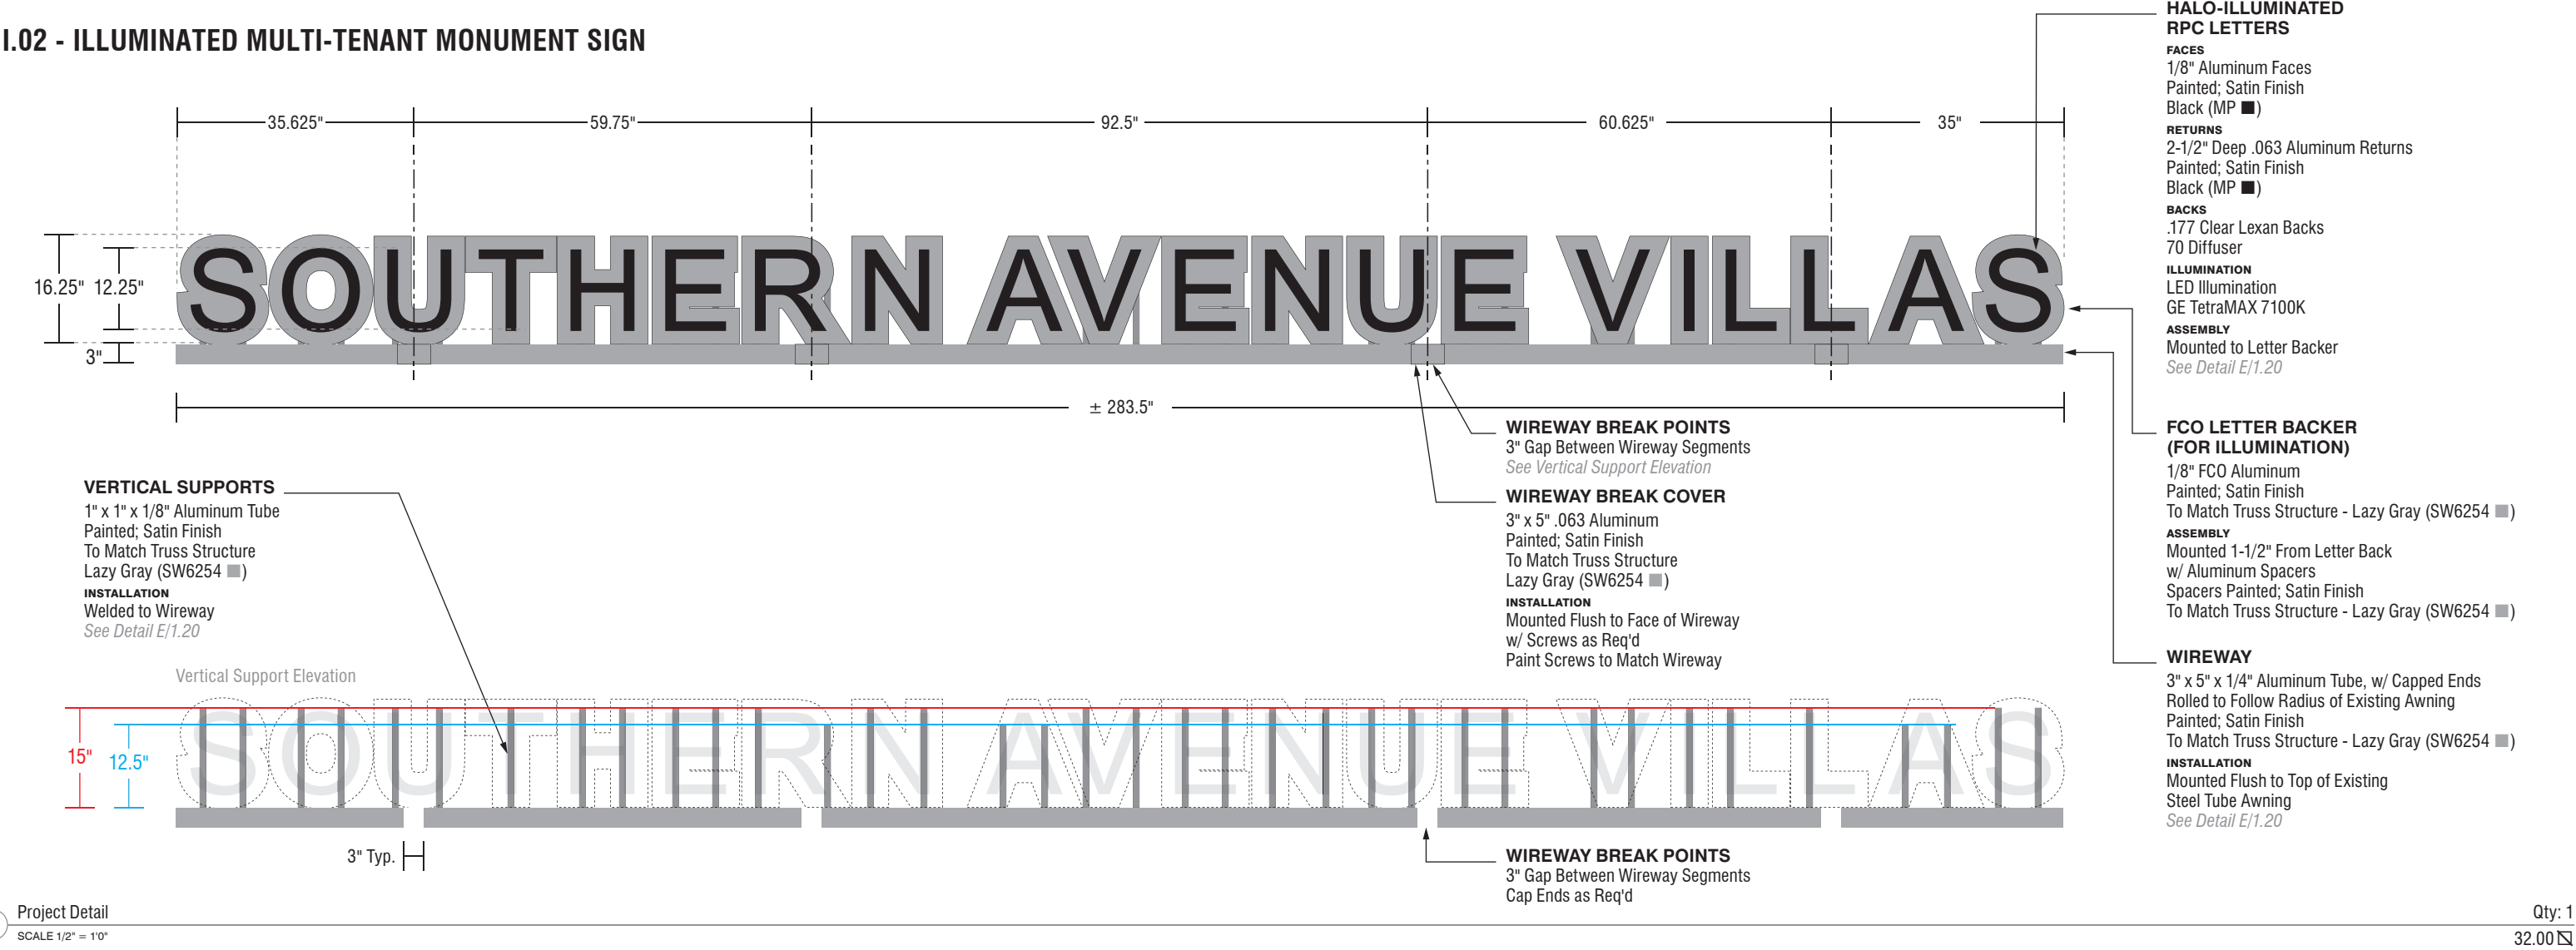 I.02 - ILLUMINATED MULTI-TENANT MONUMENT SIGN
35.625"
59.75"
92.5"
60.625"
35"
16.25"
12.25"
3"
SOUTHERN AVENUE VILLAS
± 283.5"
HALO-ILLUMINATED
RPC LETTERS
FACES
1/8" Aluminum Faces
Painted; Satin Finish
Black (MP ■)
RETURNS
2-1/2" Deep .063 Aluminum Returns
Painted; Satin Finish
Black (MP ■)
BACKS
.177 Clear Lexan Backs
70 Diffuser
ILLUMINATION
LED Illumination
GE TetraMAX 7100K
ASSEMBLY
Mounted to Letter Backer
See Detail E/1.20
FCO LETTER BACKER
(FOR ILLUMINATION)
1/8" FCO Aluminum
Painted; Satin Finish
To Match Truss Structure - Lazy Gray (SW6254 ■)
ASSEMBLY
Mounted 1-1/2" From Letter Back
w/ Aluminum Spacers
Spacers Painted; Satin Finish
To Match Truss Structure - Lazy Gray (SW6254 ■)
WIREWAY
3" x 5" x 1/4" Aluminum Tube, w/ Capped Ends
Rolled to Follow Radius of Existing Awning
Painted; Satin Finish
To Match Truss Structure - Lazy Gray (SW6254 ■)
INSTALLATION
Mounted Flush to Top of Existing
Steel Tube Awning
See Detail E/1.20
WIREWAY BREAK POINTS
3" Gap Between Wireway Segments
See Vertical Support Elevation
WIREWAY BREAK COVER
3" x 5" .063 Aluminum
Painted; Satin Finish
To Match Truss Structure
Lazy Gray (SW6254 ■)
INSTALLATION
Mounted Flush to Face of Wireway
w/ Screws as Req'd
Paint Screws to Match Wireway
VERTICAL SUPPORTS
1" x 1" x 1/8" Aluminum Tube
Painted; Satin Finish
To Match Truss Structure
Lazy Gray (SW6254 ■)
INSTALLATION
Welded to Wireway
See Detail E/1.20
Vertical Support Elevation
SOUTHERN AVENUE VILLAS
15"
12.5"
3" Typ.
WIREWAY BREAK POINTS
3" Gap Between Wireway Segments
Cap Ends as Req'd
Project Detail
SCALE 1/2" = 1'0"
Qty: 1
32.00